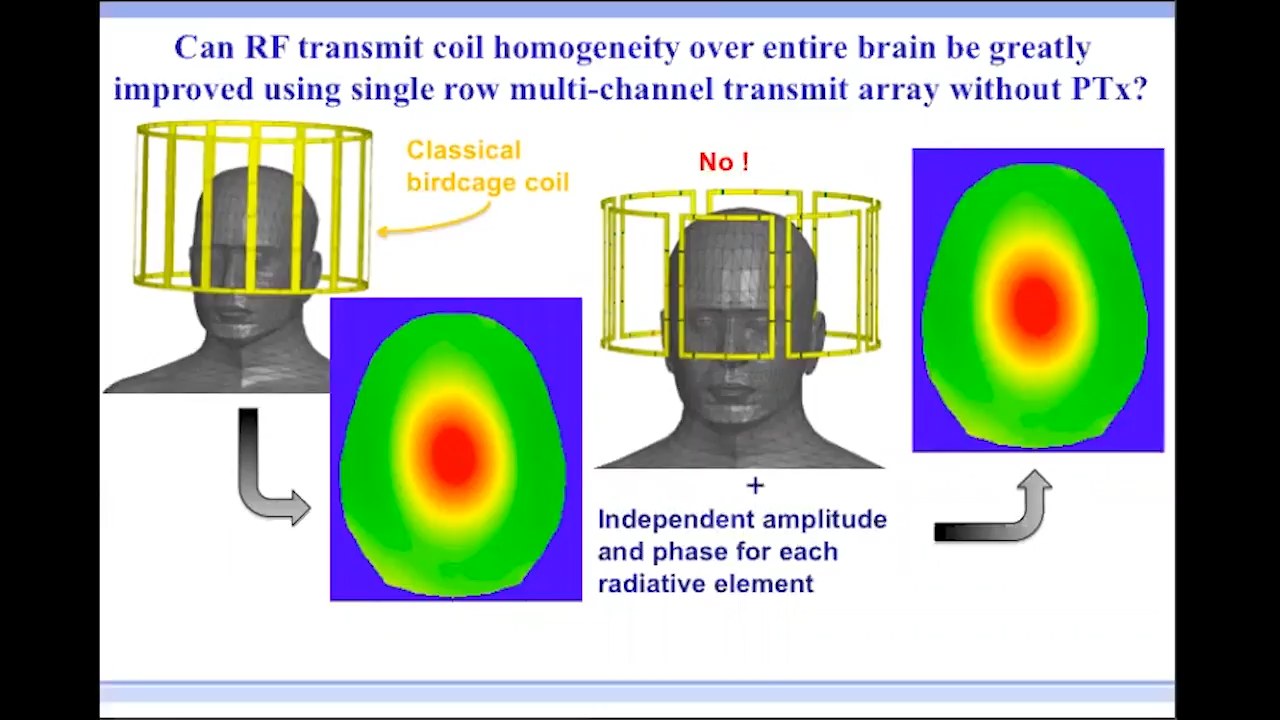 Can RF transmit coil homogeneity over entire brain be greatly
improved using single row multi-channel transmit array without PTx?
Classical
birdcage coil
No !
+
Independent amplitude
and phase for each
radiative element